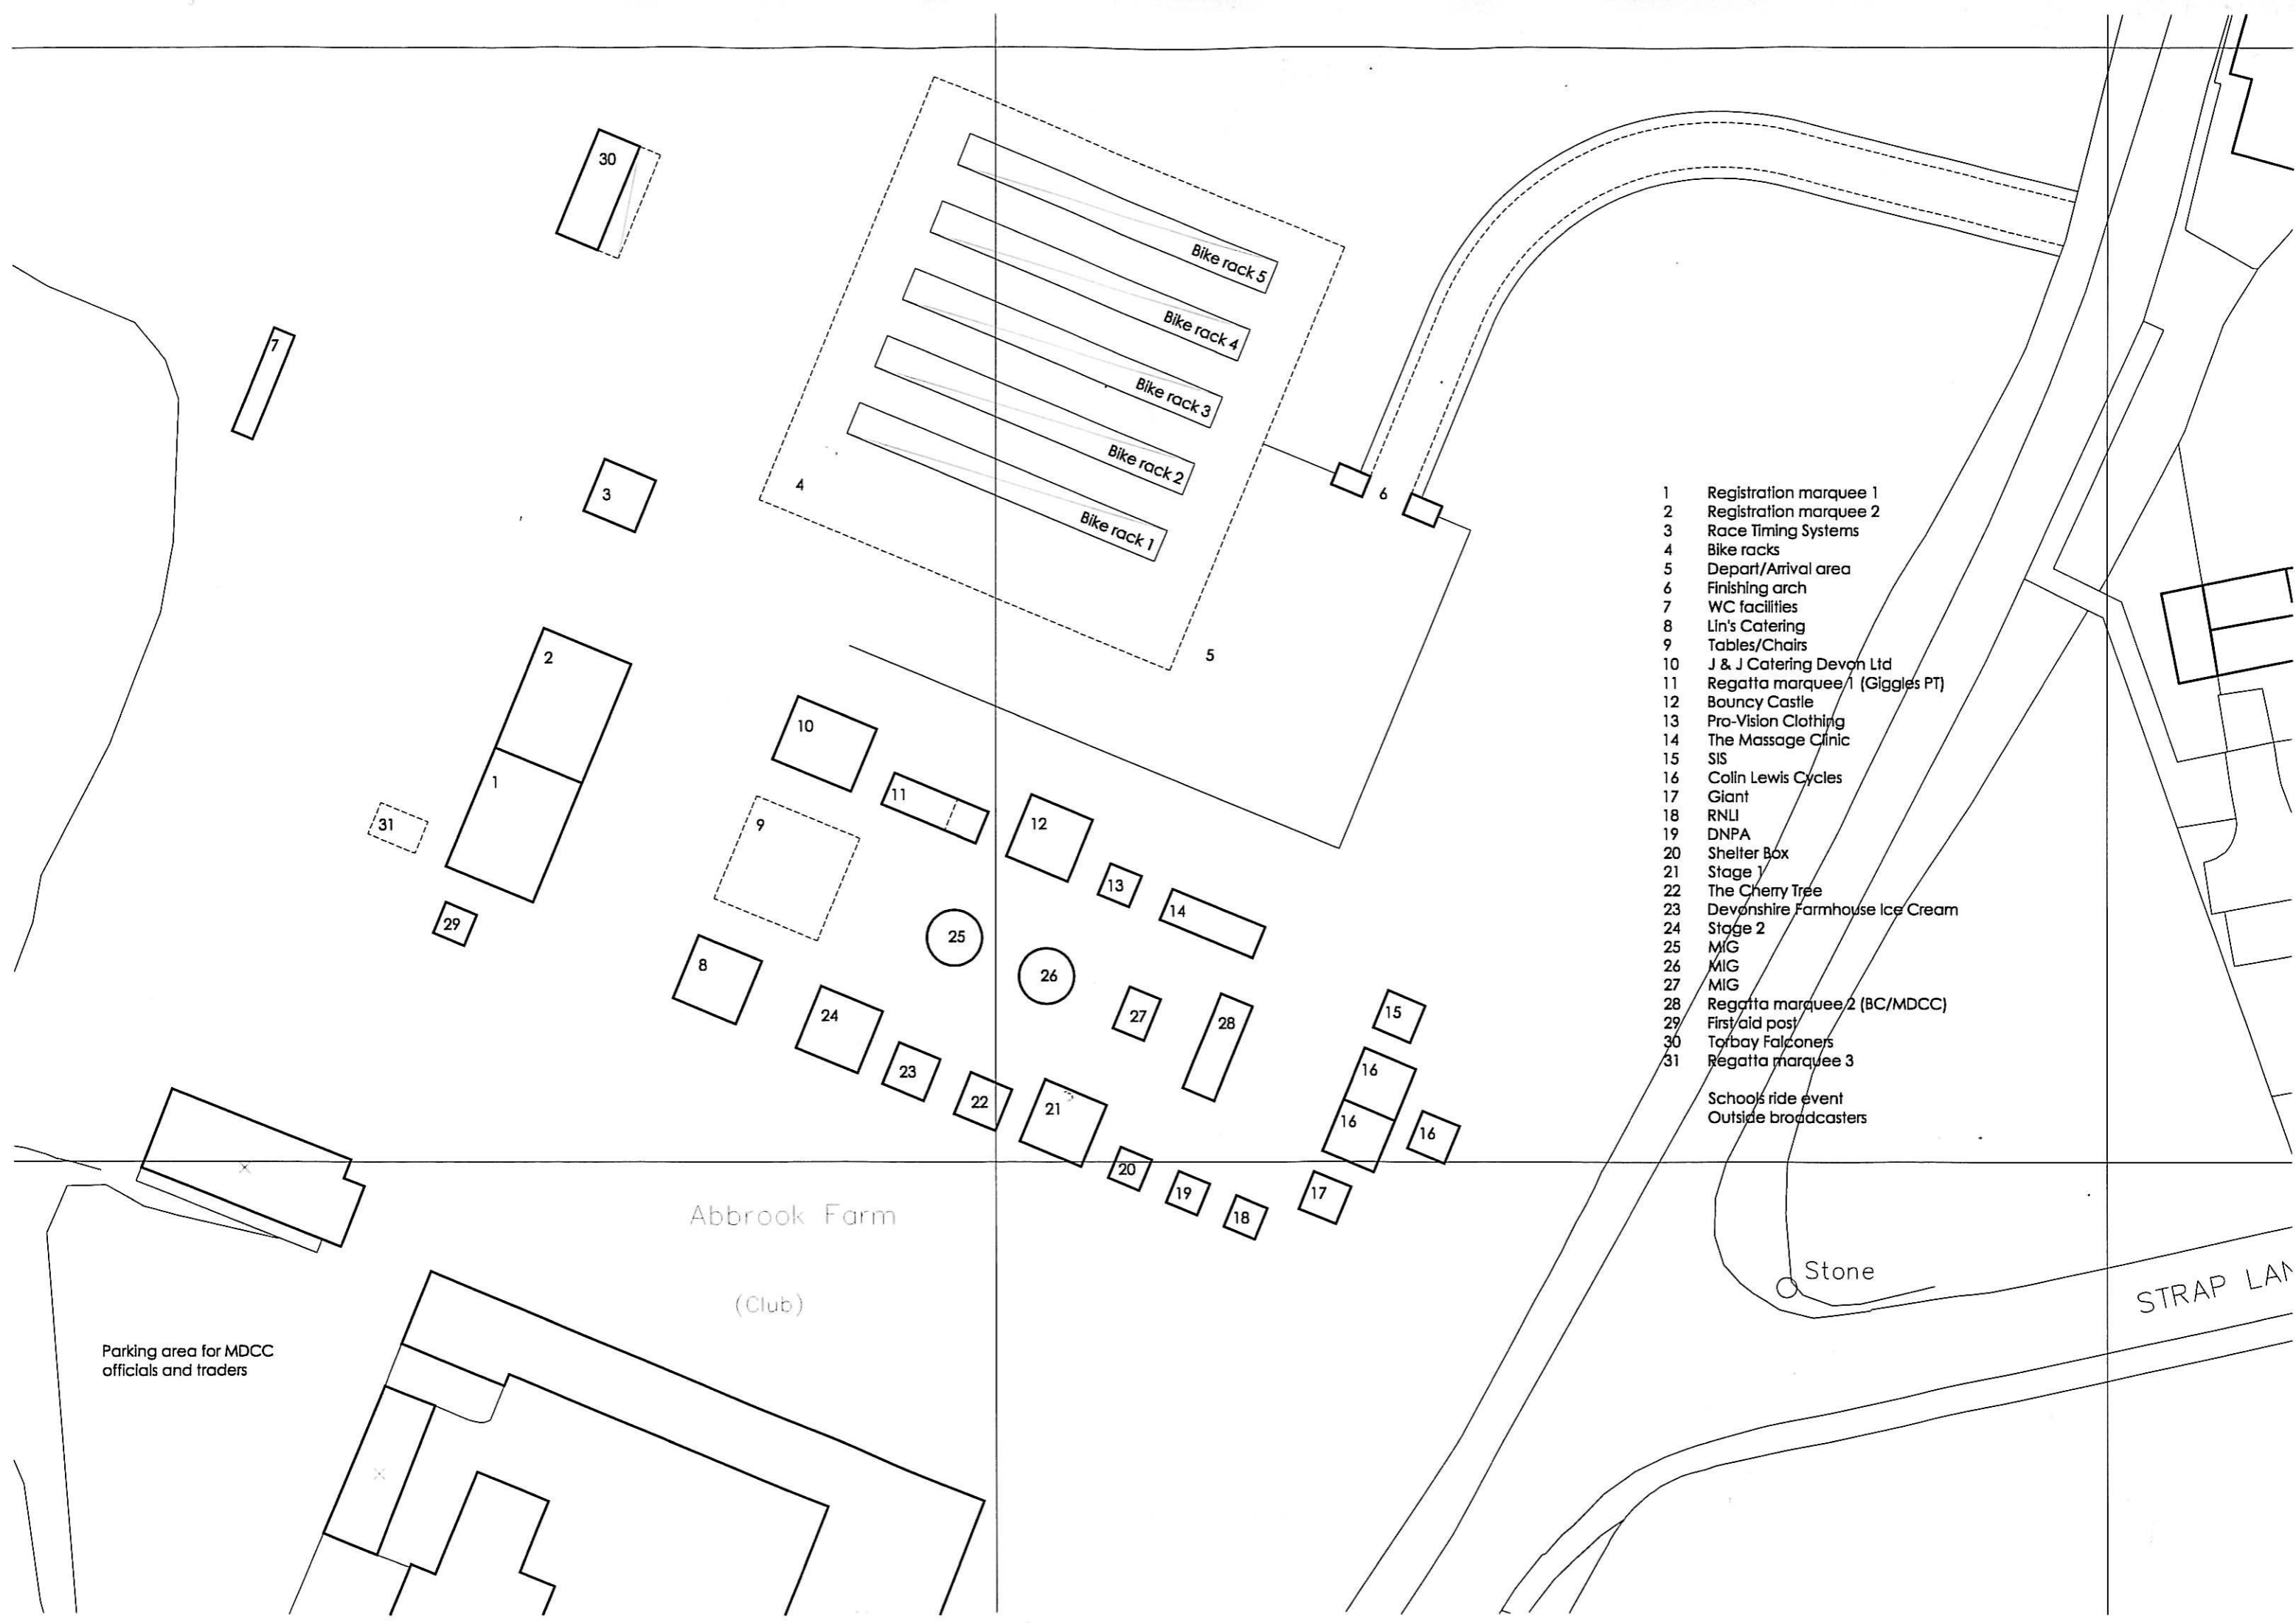 30
Bike rack 5
Bike rack 4
7
Bike rack 3
Bike rack 2
4
3
6
Bike rack 1
5
2
10
1
11
31
9
12
13
14
29
25
8
26
24
27
28
15
23
16
22
21
16
16
20
19
17
18
1 Registration marquee 1
2 Registration marquee 2
3 Race Timing Systems
4 Bike racks
5 Depart/Arrival area
6 Finishing arch
7 WC facilities
8 Lin's Catering
9 Tables/Chairs
10 J & J Catering Devon Ltd
11 Regatta marquee 1 (Giggles PT)
12 Bouncy Castle
13 Pro-Vision Clothing
14 The Massage Clinic
15 SIS
16 Colin Lewis Cycles
17 Giant
18 RNLI
19 DNPA
20 Shelter Box
21 Stage 1
22 The Cherry Tree
23 Devonshire Farmhouse Ice Cream
24 Stage 2
25 MIG
26 MIG
27 MIG
28 Regatta marquee 2 (BC/MDCC)
29 First aid post
30 Torbay Falconers
31 Regatta marquee 3
Schools ride event
Outside broadcasters
Abbrook Farm
(Club)
Stone
STRAP LAN
Parking area for MDCC
officials and traders